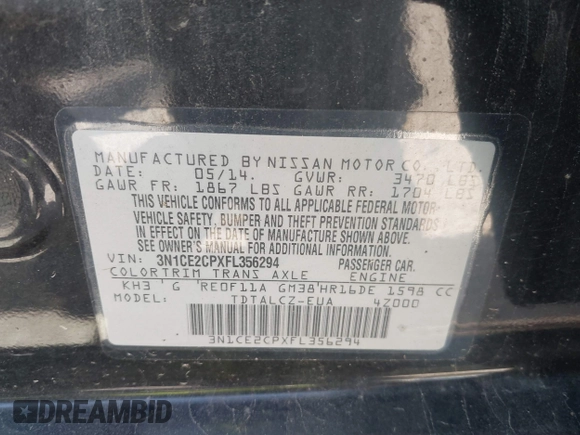 MANUFACTURED BY NISSAN MOTOR CO., LTD.
DATE: 05/14. GVWR: 3470 LBS
GAWR FR: 1867 LBS GAWR RR: 1704 LBS
THIS VEHICLE CONFORMS TO ALL APPLICABLE FEDERAL MOTOR
VEHICLE SAFETY, BUMPER AND THEFT PREVENTION STANDARDS
IN EFFECT ON THE DATE OF MANUFACTURE SHOWN ABOVE.
SEE OWNER'S MANUAL FOR ADDITIONAL INFORMATION.
VIN: 3N1CE2CPXFL356294 PASSENGER CAR.
COLOR TRIM TRANS AXLE ENGINE
KH3 G RE0F11A GM38 HR16DE 1598 CC
MODEL: TDTALCZ-EUA 4Z000
3N1CE2CPXFL356294
DREAMBID